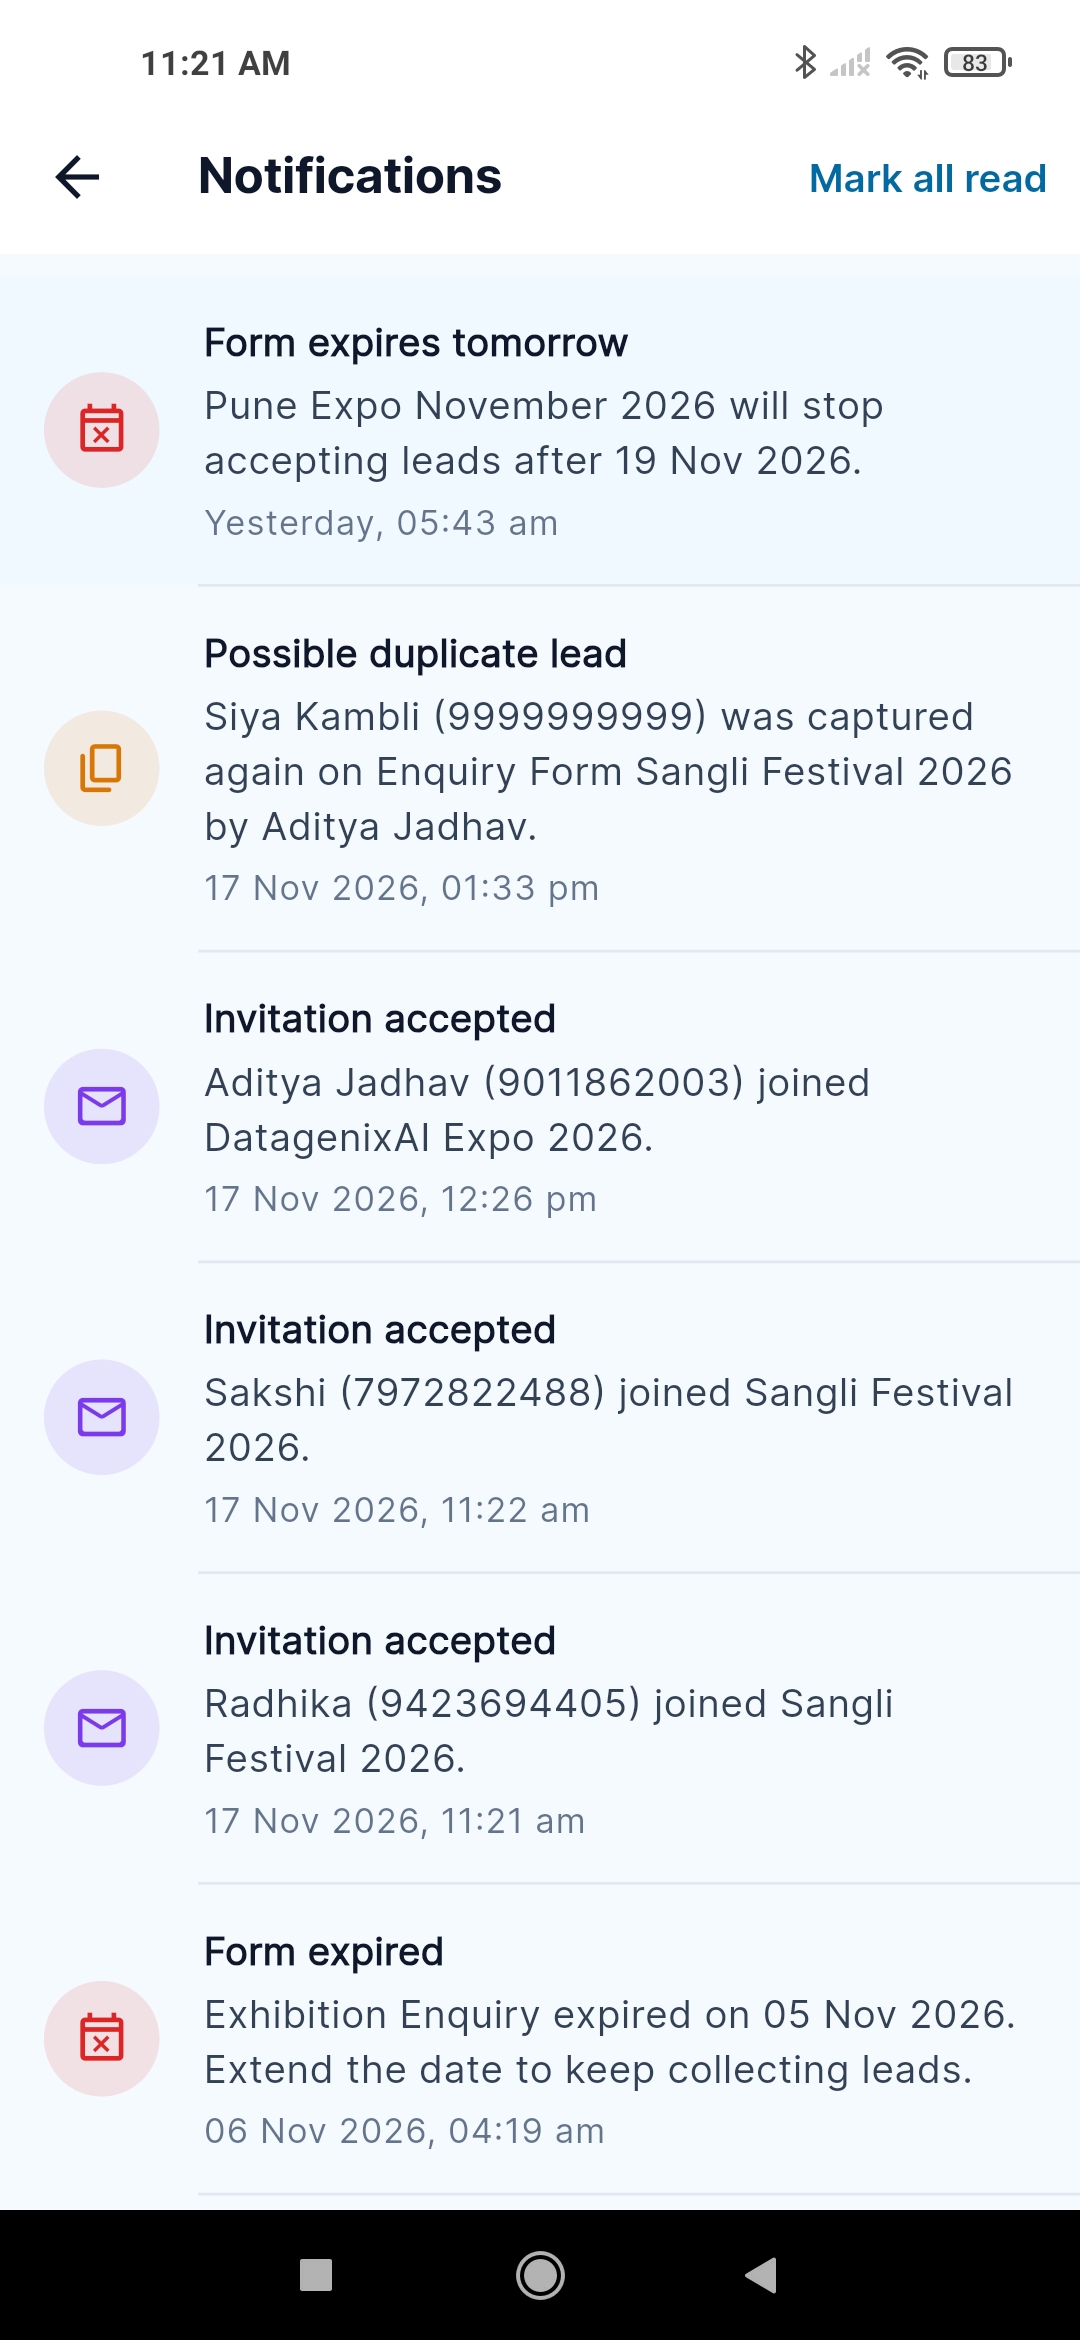 11:21 AM
83
Notifications
Mark all read
Form expires tomorrow
Pune Expo November 2026 will stop
accepting leads after 19 Nov 2026.
Yesterday, 05:43 am
Possible duplicate lead
Siya Kambli (9999999999) was captured
again on Enquiry Form Sangli Festival 2026
by Aditya Jadhav.
17 Nov 2026, 01:33 pm
Invitation accepted
Aditya Jadhav (9011862003) joined
DatagenixAI Expo 2026.
17 Nov 2026, 12:26 pm
Invitation accepted
Sakshi (7972822488) joined Sangli Festival
2026.
17 Nov 2026, 11:22 am
Invitation accepted
Radhika (9423694405) joined Sangli
Festival 2026.
17 Nov 2026, 11:21 am
Form expired
Exhibition Enquiry expired on 05 Nov 2026.
Extend the date to keep collecting leads.
06 Nov 2026, 04:19 am